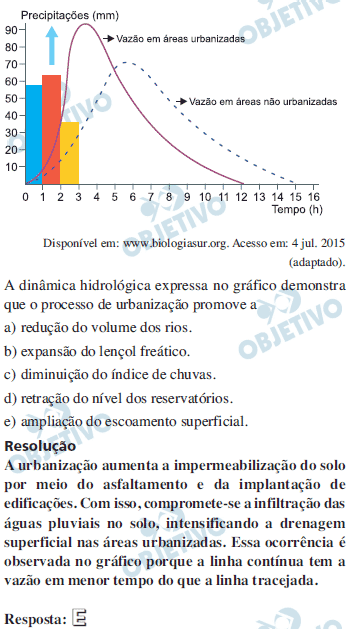 Precipitações (mm)
90
80
70
60
50
40
30
20
10
Vazão em áreas urbanizadas
Vazão em áreas não urbanizadas
0 1 2 3 4 5 6 7 8 9 10 11 12 13 14 15 16
Tempo (h)
Disponível em: www.biologiasur.org. Acesso em: 4 jul. 2015
(adaptado).
A dinâmica hidrológica expressa no gráfico demonstra
que o processo de urbanização promove a
a) redução do volume dos rios.
b) expansão do lençol freático.
c) diminuição do índice de chuvas.
d) retração do nível dos reservatórios.
e) ampliação do escoamento superficial.
Resolução
A urbanização aumenta a impermeabilização do solo
por meio do asfaltamento e da implantação de
edificações. Com isso, compromete-se a infiltração das
águas pluviais no solo, intensificando a drenagem
superficial nas áreas urbanizadas. Essa ocorrência é
observada no gráfico porque a linha contínua tem a
vazão em menor tempo do que a linha tracejada.
Resposta: E
OBJETIVO
OBJETIVO
OBJETIVO
OBJETIVO
OBJETIVO
OBJETIVO
OBJETIVO